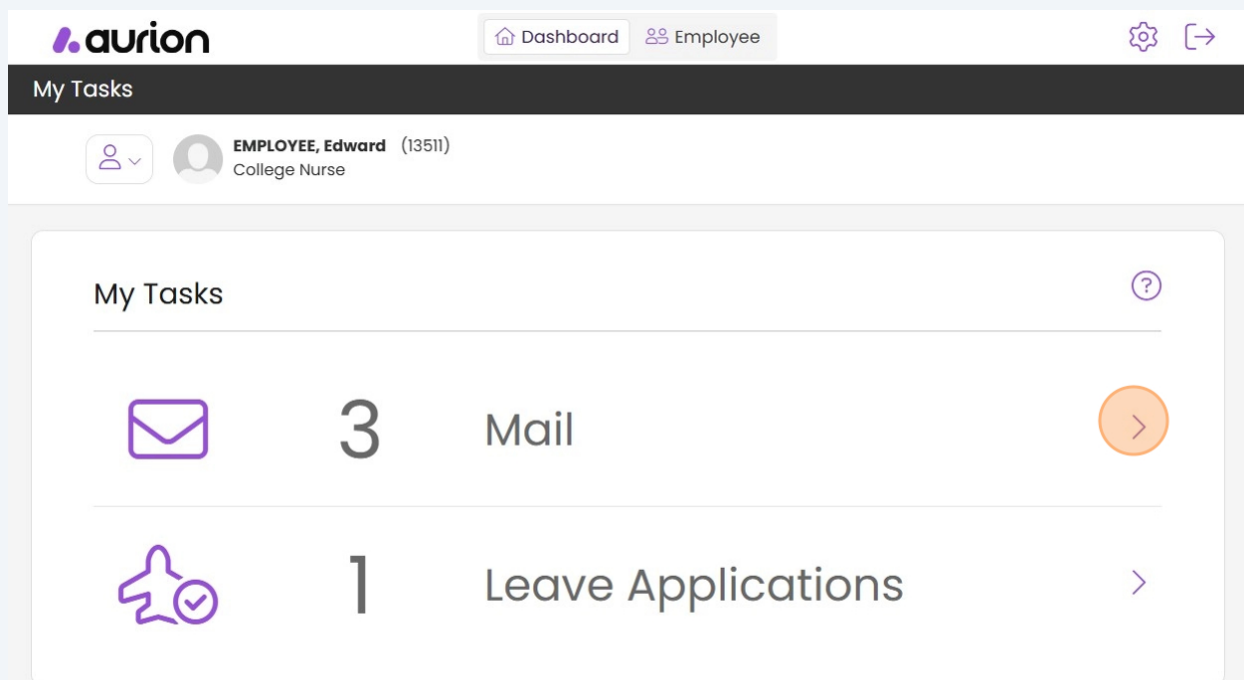 aurion
Dashboard
Employee
My Tasks
EMPLOYEE, Edward (13511)
College Nurse
My Tasks
?
3 Mail
1 Leave Applications